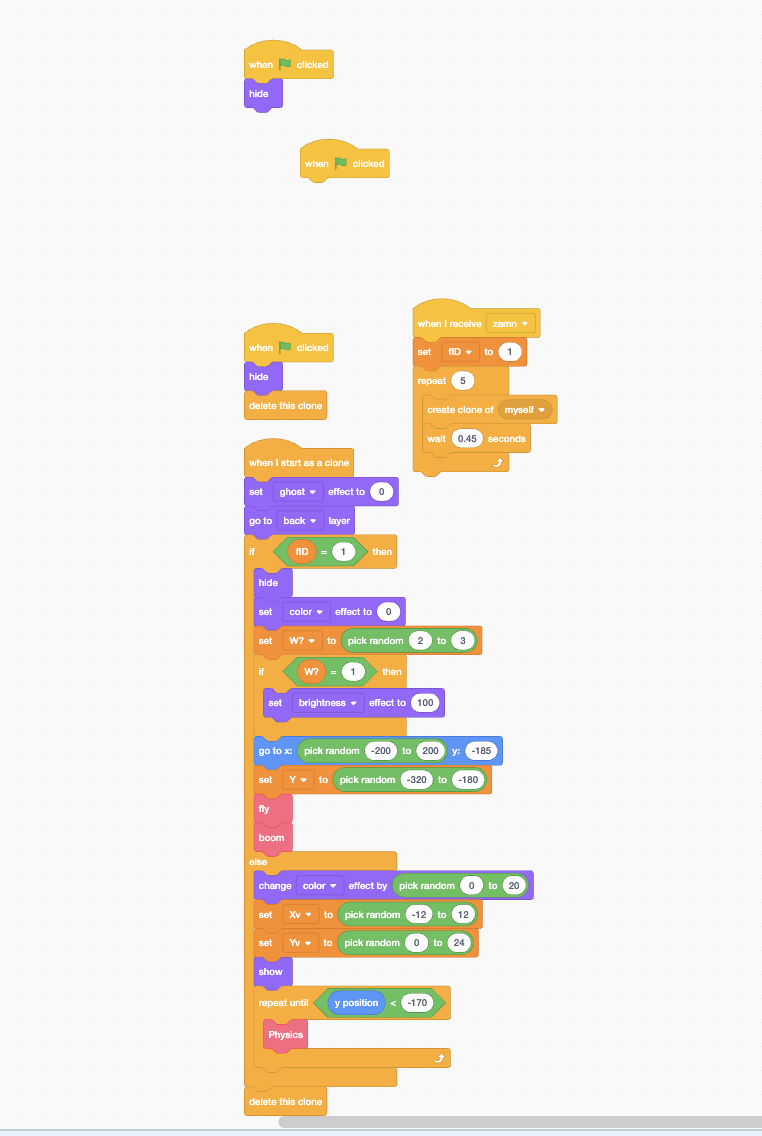 when clicked
hide
when clicked
when clicked
hide
delete this clone
when I receive zamn
set fID to 1
repeat 5
create clone of myself
wait 0.45 seconds
when I start as a clone
set ghost effect to 0
go to back layer
if fID = 1 then
hide
set color effect to 0
set W? to pick random 2 to 3
if W? = 1 then
set brightness effect to 100
go to x: pick random -200 to 200 y: -185
set Y to pick random -320 to -180
fly
boom
else
change color effect by pick random 0 to 20
set Xv to pick random -12 to 12
set Yv to pick random 0 to 24
show
repeat until y position < -170
Physics
delete this clone